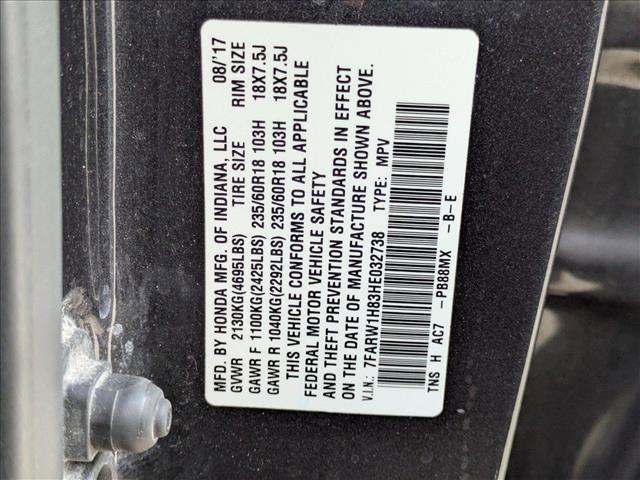 MFD. BY HONDA MFG. OF INDIANA, LLC 08/'17
GVWR 2130KG(4695LBS) TIRE SIZE RIM SIZE
GAWR F 1100KG(2425LBS) 235/60R18 103H 18X7.5J
GAWR R 1040KG(2292LBS) 235/60R18 103H 18X7.5J
THIS VEHICLE CONFORMS TO ALL APPLICABLE
FEDERAL MOTOR VEHICLE SAFETY
AND THEFT PREVENTION STANDARDS IN EFFECT
ON THE DATE OF MANUFACTURE SHOWN ABOVE.
V.I.N.: 7FARW1H83HE032738 TYPE: MPV
TNS H AC7 -PB88MX -B-E